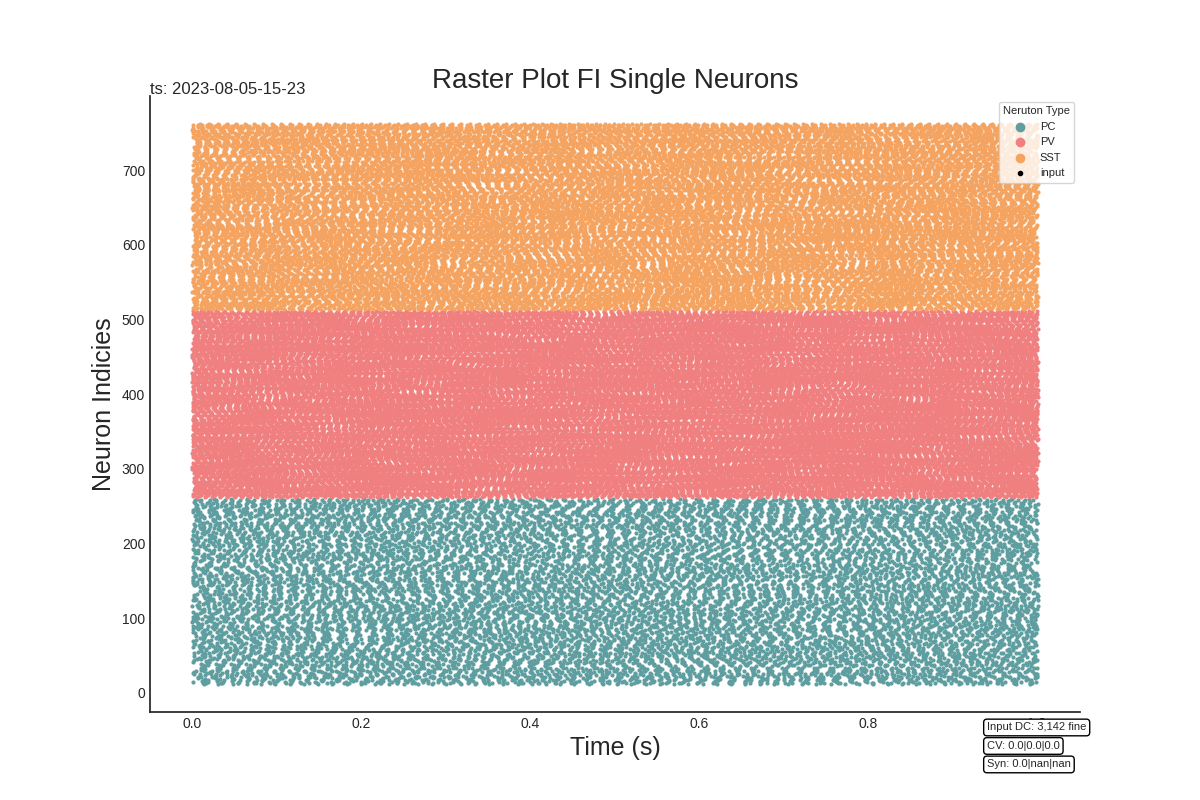 Raster Plot FI Single Neurons
ts: 2023-08-05-15-23
Neruton Type
PC
PV
SST
input
Neuron Indicies
700
600
500
400
300
200
100
0
0.0
0.2
0.4
0.6
0.8
Time (s)
Input DC: 3,142 fine
CV: 0.0|0.0|0.0
Syn: 0.0|nan|nan